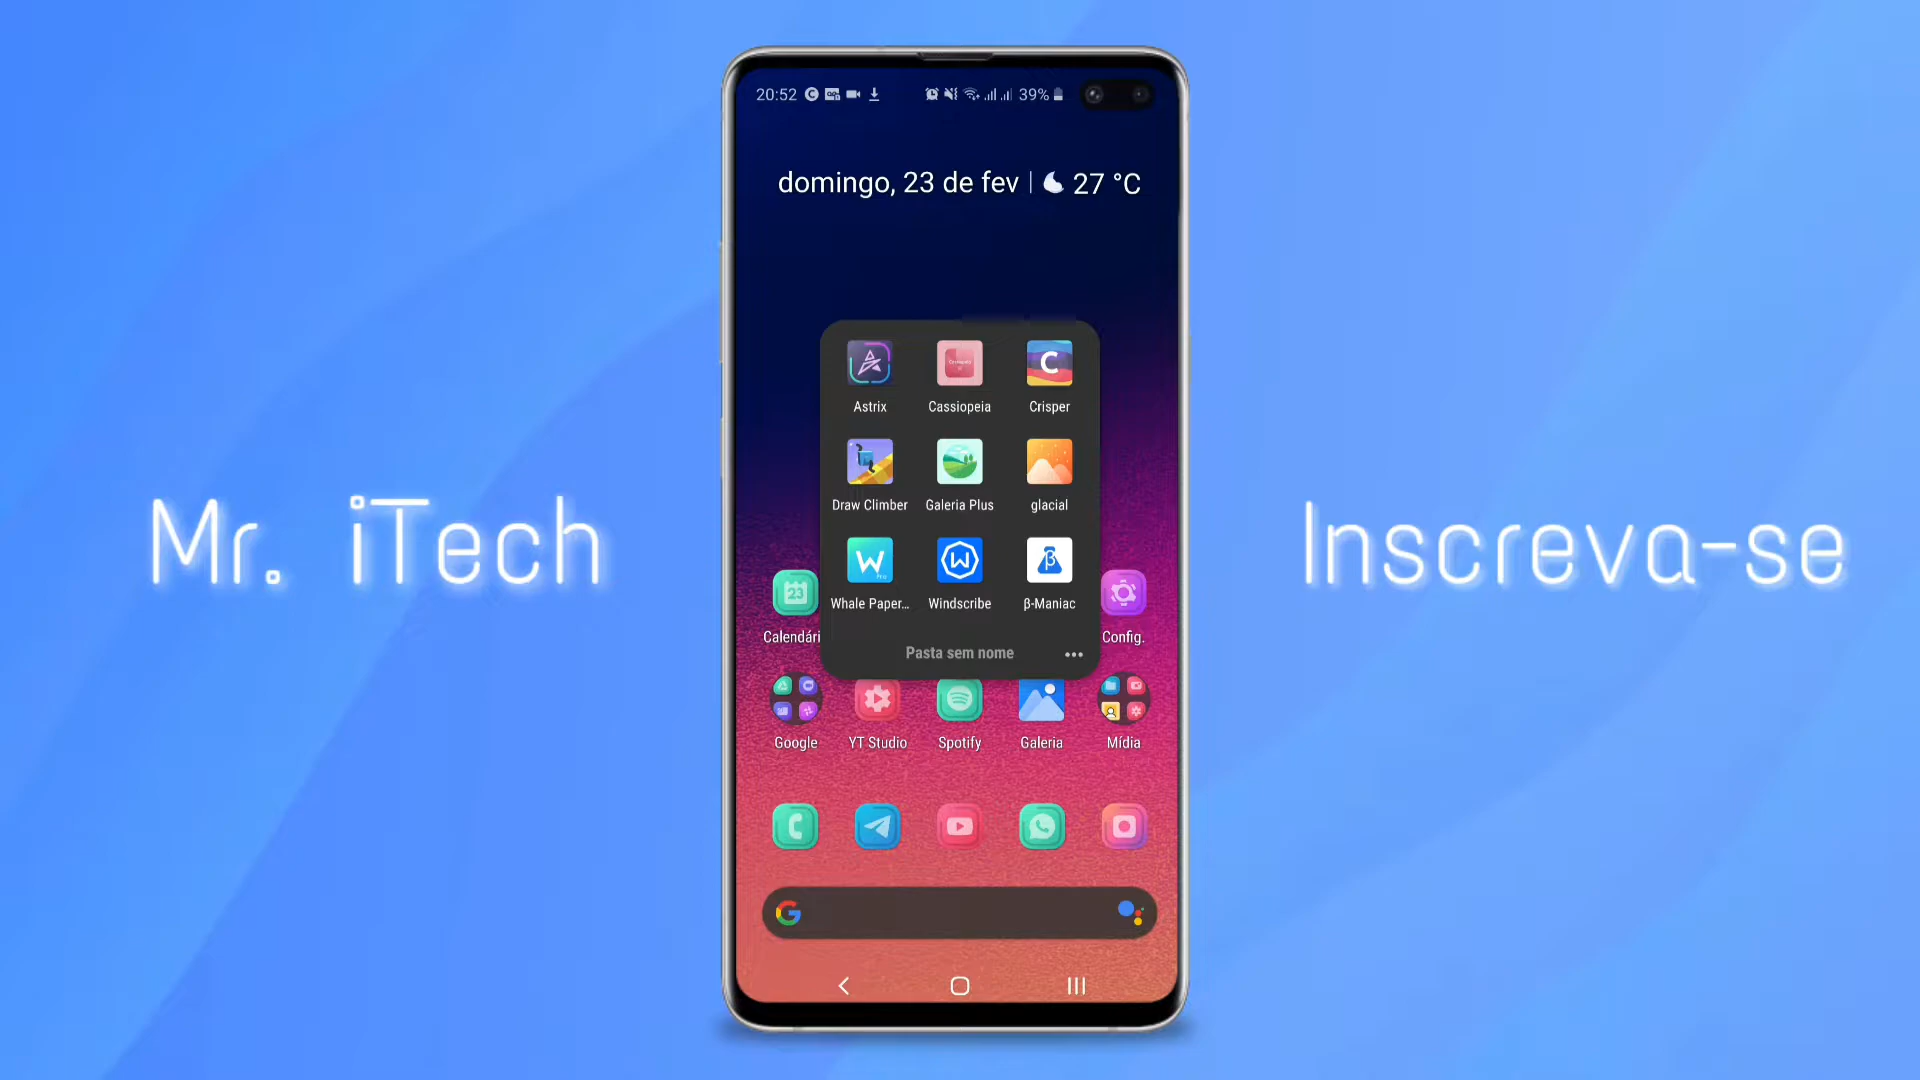 20:52 39%
domingo, 23 de fev | 27 °C
Astrix Cassiopeia Crisper
Draw Climber Galeria Plus glacial
Whale Paper... Windscribe β-Maniac
Pasta sem nome
Calendári Config.
Google YT Studio Spotify Galeria Mídia
Mr. iTech
Inscreva-se